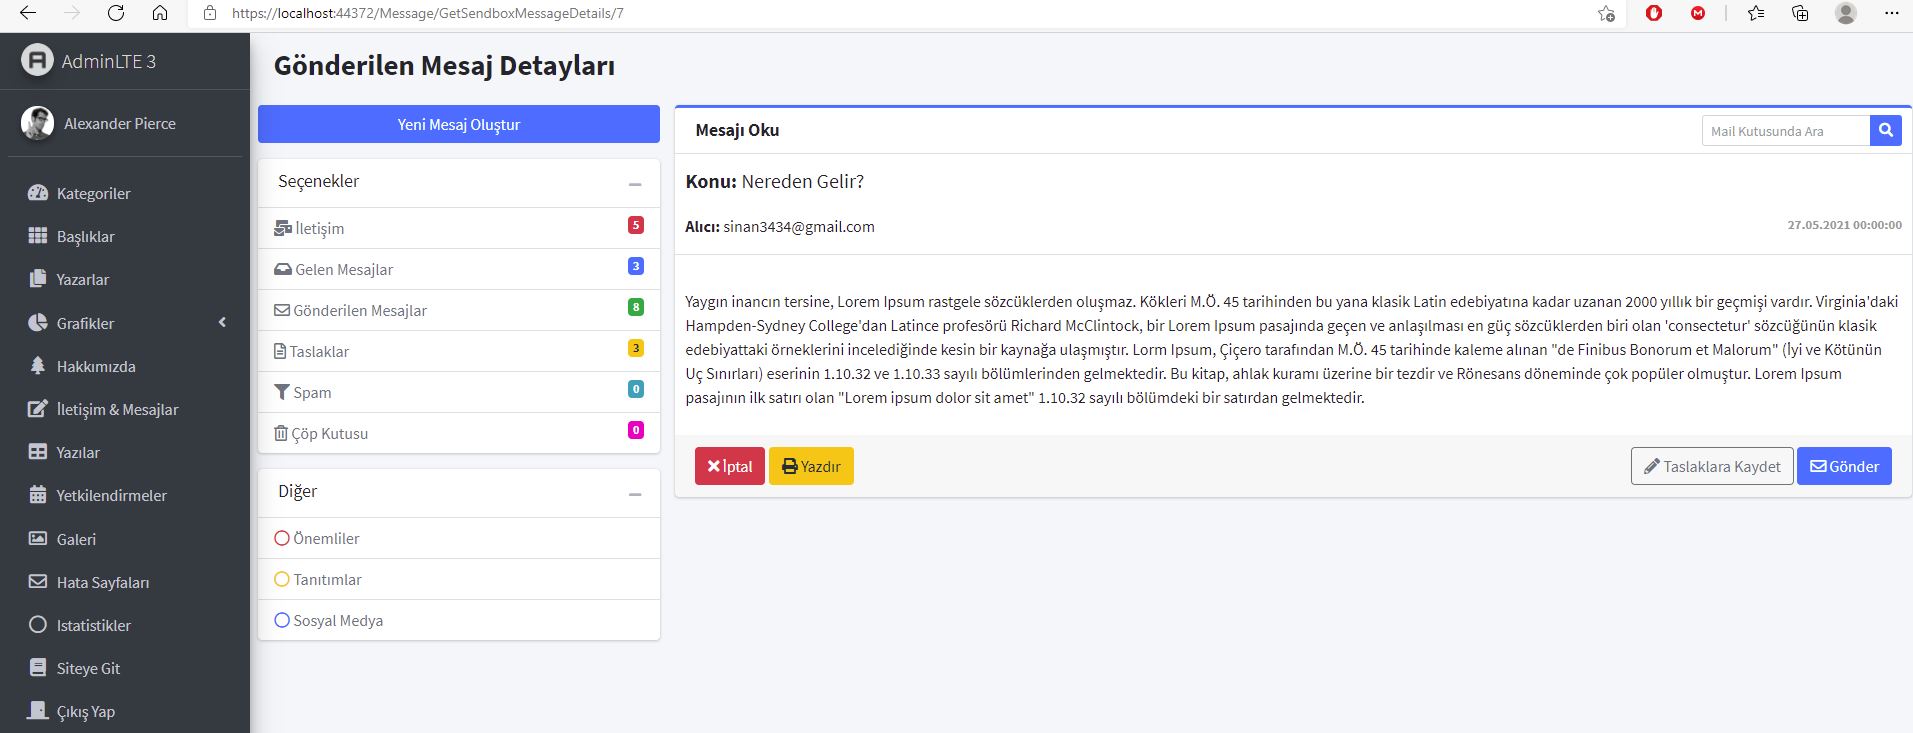 https://localhost:44372/Message/GetSendboxMessageDetails/7
AdminLTE 3
Alexander Pierce
Kategoriler
Başlıklar
Yazarlar
Grafikler
Hakkımızda
İletişim & Mesajlar
Yazılar
Yetkilendirmeler
Galeri
Hata Sayfaları
Istatistikler
Siteye Git
Çıkış Yap
Gönderilen Mesaj Detayları
Yeni Mesaj Oluştur
Seçenekler
İletişim 5
Gelen Mesajlar 3
Gönderilen Mesajlar 8
Taslaklar 3
Spam 0
Çöp Kutusu 0
Diğer
Önemliler
Tanıtımlar
Sosyal Medya
Mesajı Oku
Mail Kutusunda Ara
Konu: Nereden Gelir?
Alıcı: sinan3434@gmail.com
27.05.2021 00:00:00
Yaygın inancın tersine, Lorem Ipsum rastgele sözcüklerden oluşmaz. Kökleri M.Ö. 45 tarihinden bu yana klasik Latin edebiyatına kadar uzanan 2000 yıllık bir geçmişi vardır. Virginia'daki
Hampden-Sydney College'dan Latince profesörü Richard McClintock, bir Lorem Ipsum pasajında geçen ve anlaşılması en güç sözcüklerden biri olan 'consectetur' sözcüğünün klasik
edebiyattaki örneklerini incelediğinde kesin bir kaynağa ulaşmıştır. Lorm Ipsum, Çiçero tarafından M.Ö. 45 tarihinde kaleme alınan "de Finibus Bonorum et Malorum" (İyi ve Kötünün
Uç Sınırları) eserinin 1.10.32 ve 1.10.33 sayılı bölümlerinden gelmektedir. Bu kitap, ahlak kuramı üzerine bir tezdir ve Rönesans döneminde çok popüler olmuştur. Lorem Ipsum
pasajının ilk satırı olan "Lorem ipsum dolor sit amet" 1.10.32 sayılı bölümdeki bir satırdan gelmektedir.
İptal
Yazdır
Taslaklara Kaydet
Gönder